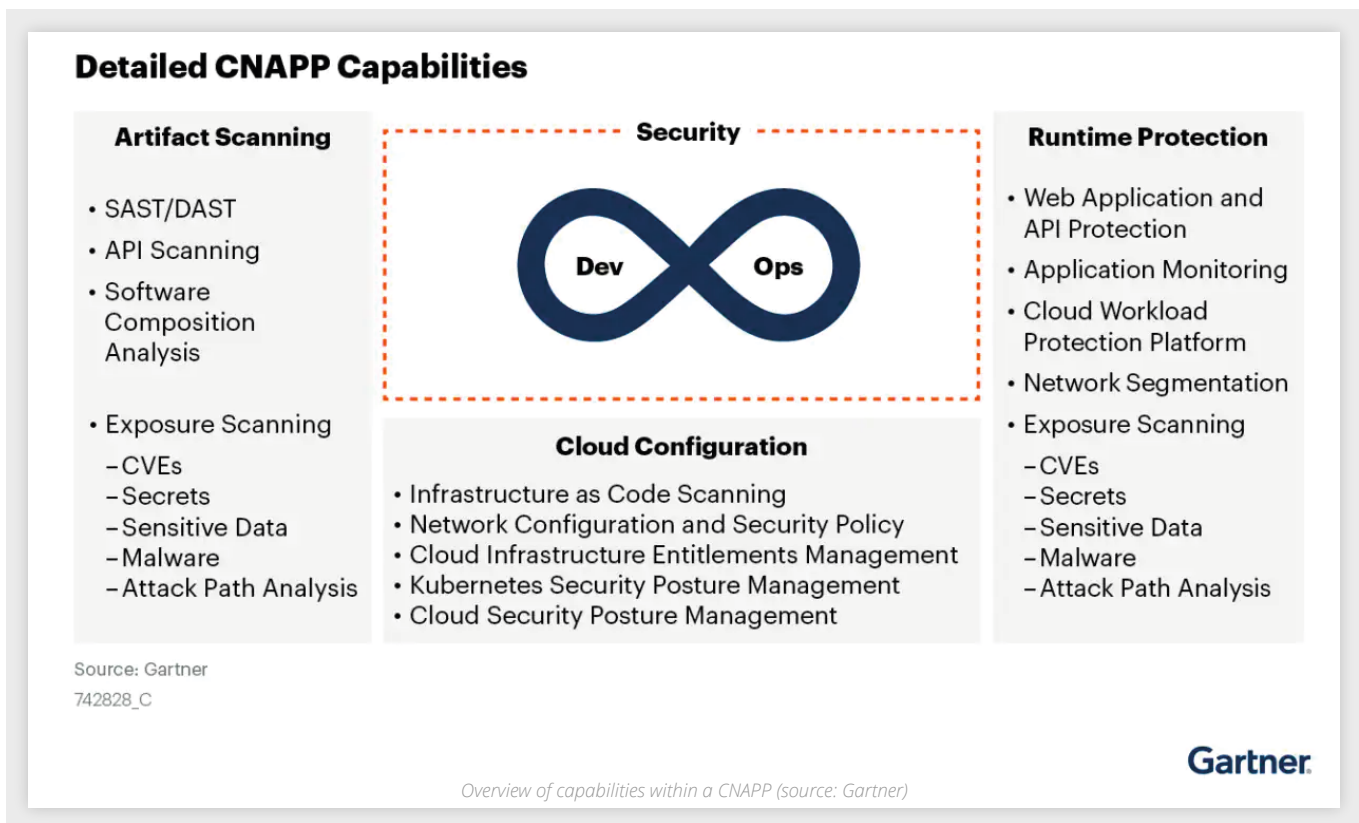 Detailed CNAPP Capabilities
Artifact Scanning
• SAST/DAST
• API Scanning
• Software
Composition
Analysis
• Exposure Scanning
–CVEs
–Secrets
–Sensitive Data
–Malware
–Attack Path Analysis
Security
Dev
Ops
Cloud Configuration
• Infrastructure as Code Scanning
• Network Configuration and Security Policy
• Cloud Infrastructure Entitlements Management
• Kubernetes Security Posture Management
• Cloud Security Posture Management
Runtime Protection
• Web Application and
API Protection
• Application Monitoring
• Cloud Workload
Protection Platform
• Network Segmentation
• Exposure Scanning
–CVEs
–Secrets
–Sensitive Data
–Malware
–Attack Path Analysis
Source: Gartner
742828_C
Gartner
Overview of capabilities within a CNAPP (source: Gartner)